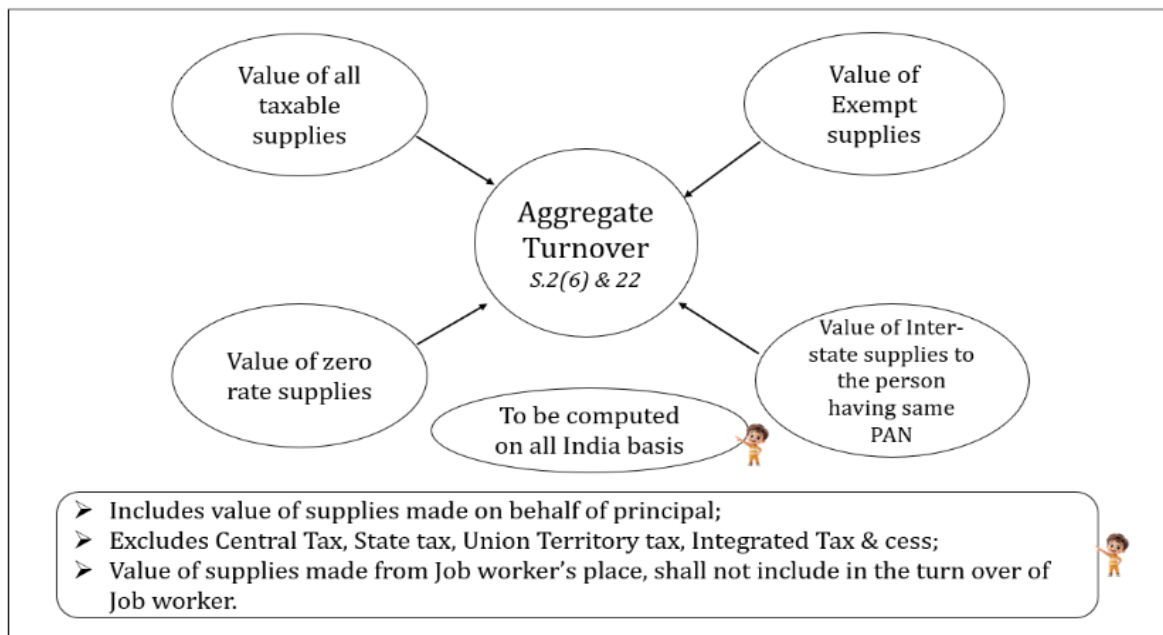 Value of all
taxable
supplies
Value of
Exempt
supplies
Aggregate
Turnover
S.2(6) & 22
Value of zero
rate supplies
Value of Inter-
state supplies to
the person
having same
PAN
To be computed
on all India basis
➢ Includes value of supplies made on behalf of principal;
➢ Excludes Central Tax, State tax, Union Territory tax, Integrated Tax & cess;
➢ Value of supplies made from Job worker's place, shall not include in the turn over of
Job worker.